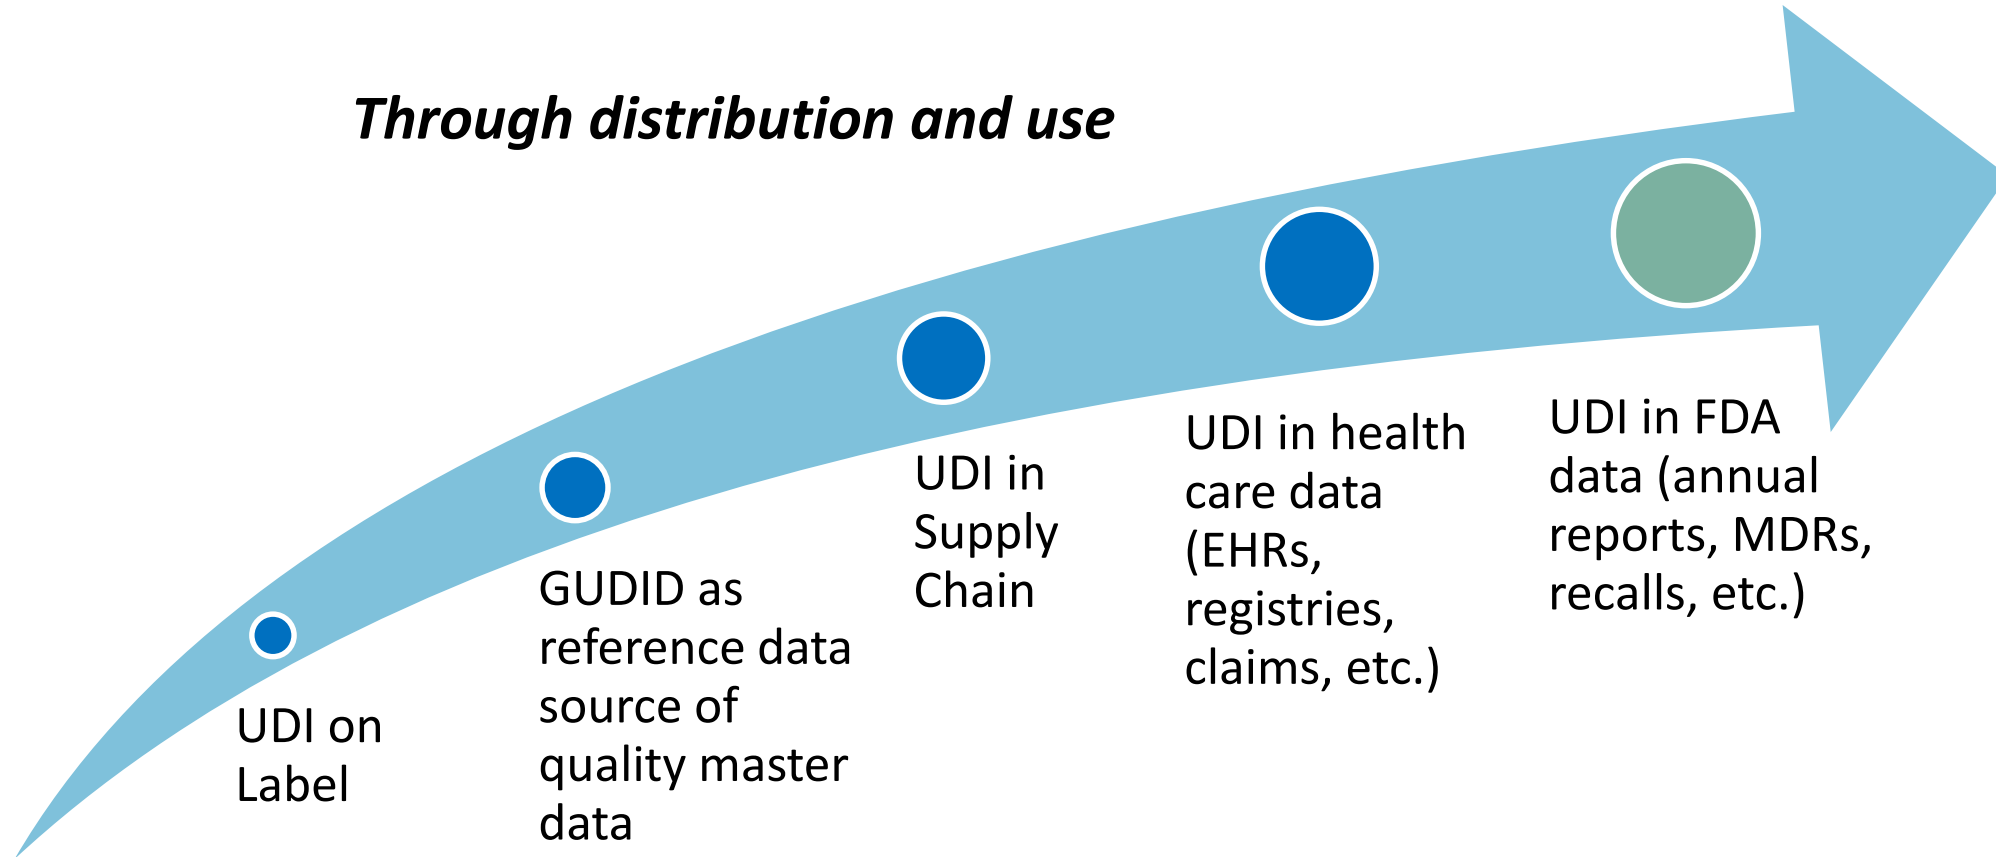 Through distribution and use
UDI on
Label
GUDID as
reference data
source of
quality master
data
UDI in
Supply
Chain
UDI in health
care data
(EHRs,
registries,
claims, etc.)
UDI in FDA
data (annual
reports, MDRs,
recalls, etc.)